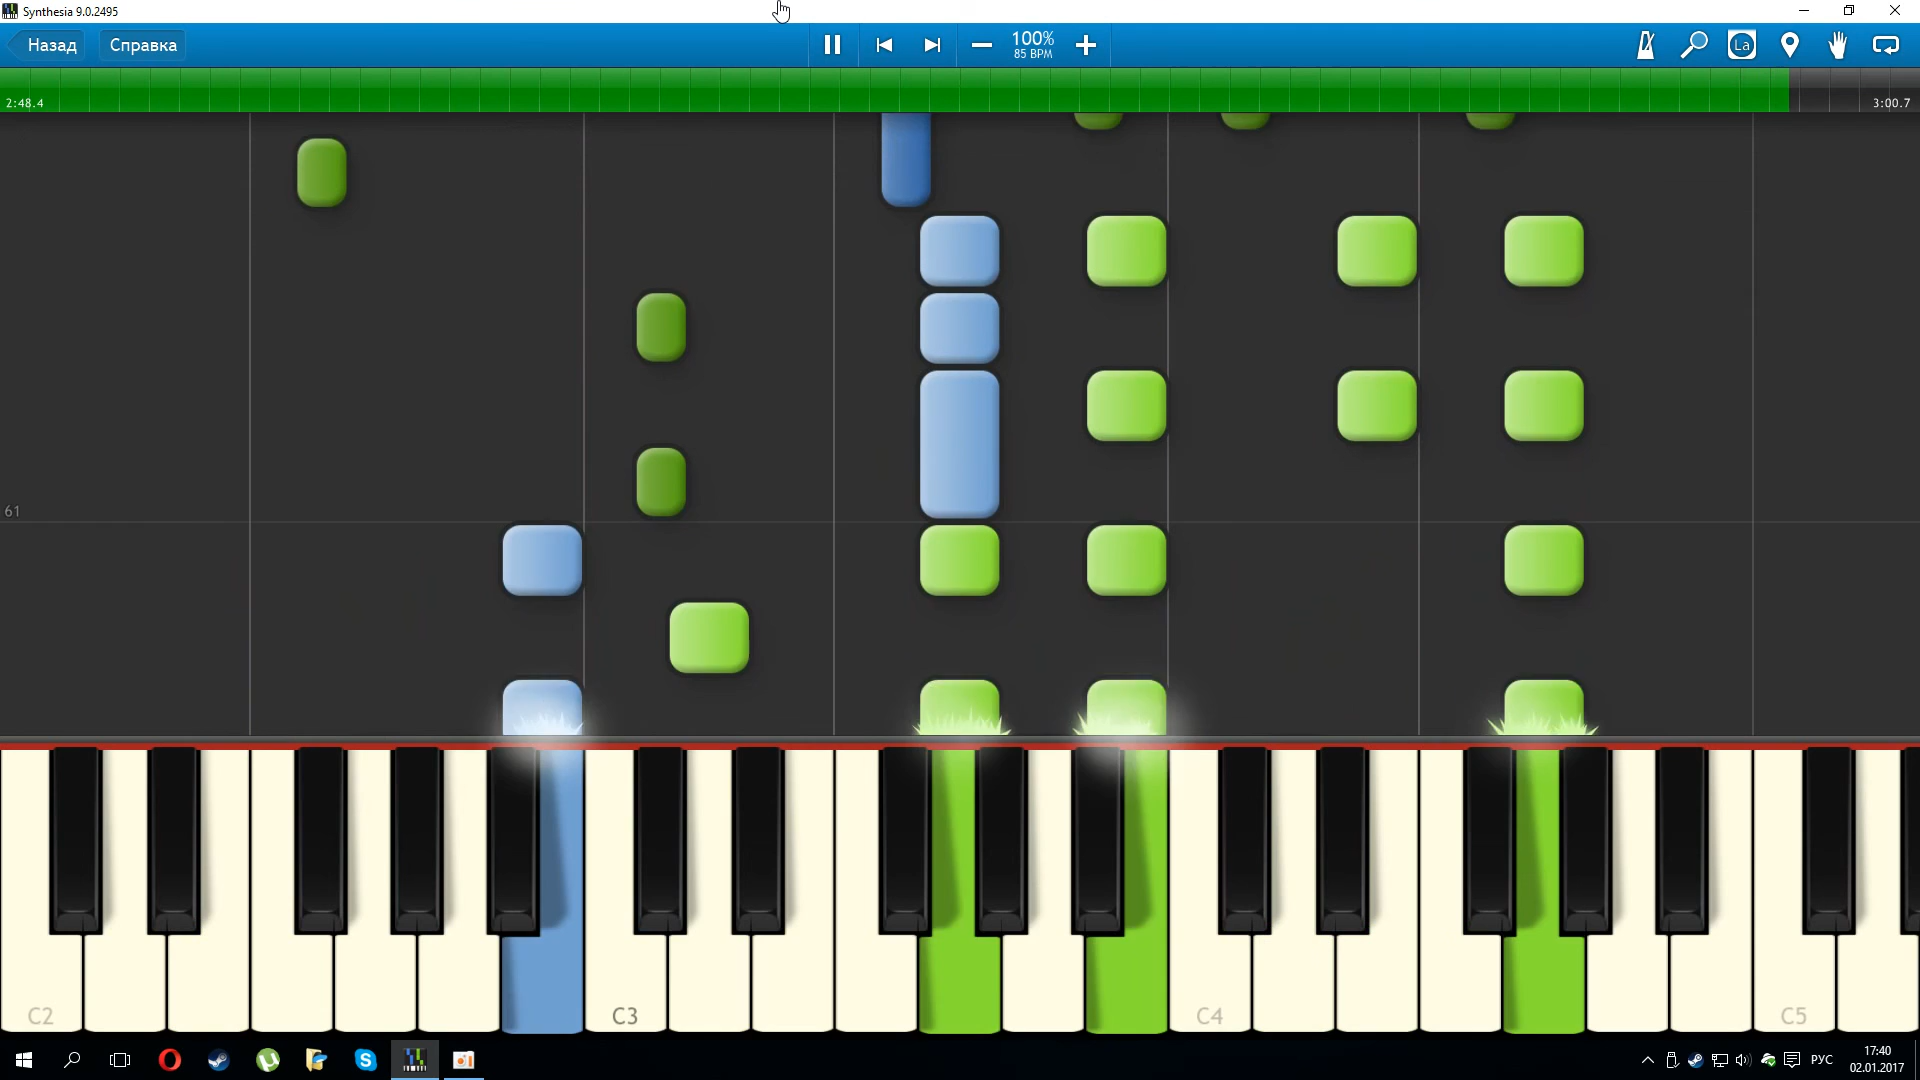 Synthesia 9.0.2495
Назад
Справка
100%
85 BPM
La
2:48.4
3:00.7
61
C2
C3
C4
C5
РУС
17:40
02.01.2017